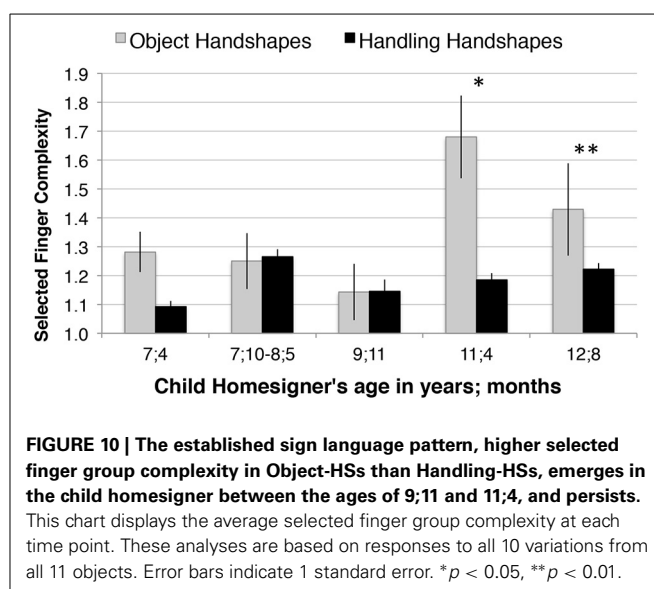 Object Handshapes Handling Handshapes
1.9
*
1.8
1.7
**
1.6
1.5
1.4
1.3
1.2
1.1
1.0
Selected Finger Complexity
7;4 7;10-8;5 9;11 11;4 12;8
Child Homesigner's age in years; months
FIGURE 10 | The established sign language pattern, higher selected
finger group complexity in Object-HSs than Handling-HSs, emerges in
the child homesigner between the ages of 9;11 and 11;4, and persists.
This chart displays the average selected finger group complexity at each
time point. These analyses are based on responses to all 10 variations from
all 11 objects. Error bars indicate 1 standard error. *p < 0.05, **p < 0.01.